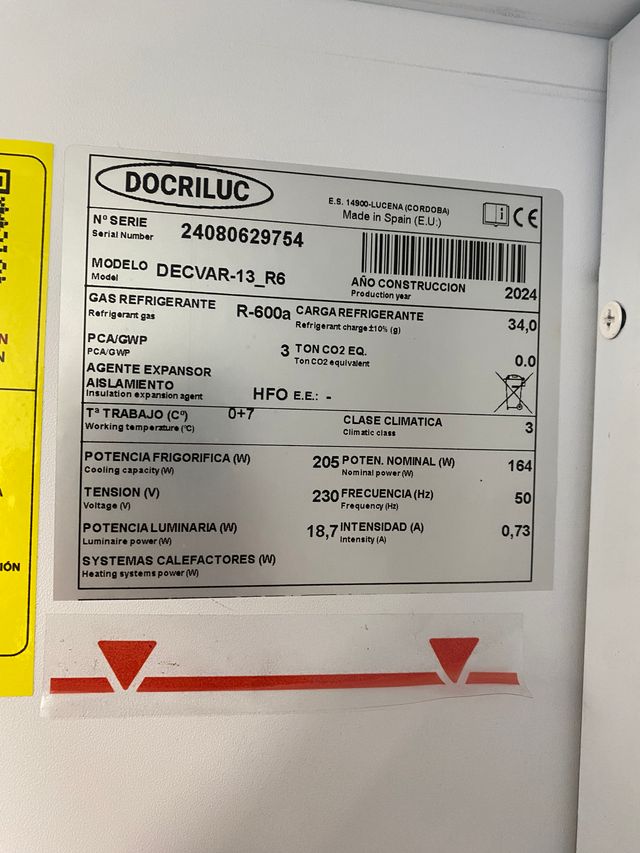 DOCRILUC
E.S. 14900-LUCENA (CORDOBA)
Made in Spain (E.U.)
i CE
Nº SERIE 24080629754
Serial Number
MODELO DECVAR-13_R6
Model
AÑO CONSTRUCCION 2024
Production year
GAS REFRIGERANTE R-600a CARGA REFRIGERANTE 34,0
Refrigerant gas Refrigerant charge±10% (g)
PCA/GWP 3 TON CO2 EQ. 0.0
PCA/GWP Ton CO2 equivalent
AGENTE EXPANSOR
AISLAMIENTO HFO E.E.: -
Insulation expansion agent
Tª TRABAJO (Cº) 0+7 CLASE CLIMATICA 3
Working temperature (ºC) Climatic class
POTENCIA FRIGORIFICA (W) 205 POTEN. NOMINAL (W) 164
Cooling capacity (W) Nominal power (W)
TENSION (V) 230 FRECUENCIA (Hz) 50
Voltage (V) Frequency (Hz)
POTENCIA LUMINARIA (W) 18,7 INTENSIDAD (A) 0,73
Luminaire power (W) Intensity (A)
SYSTEMAS CALEFACTORES (W)
Heating systems power (W)
N
N
A
IÓN